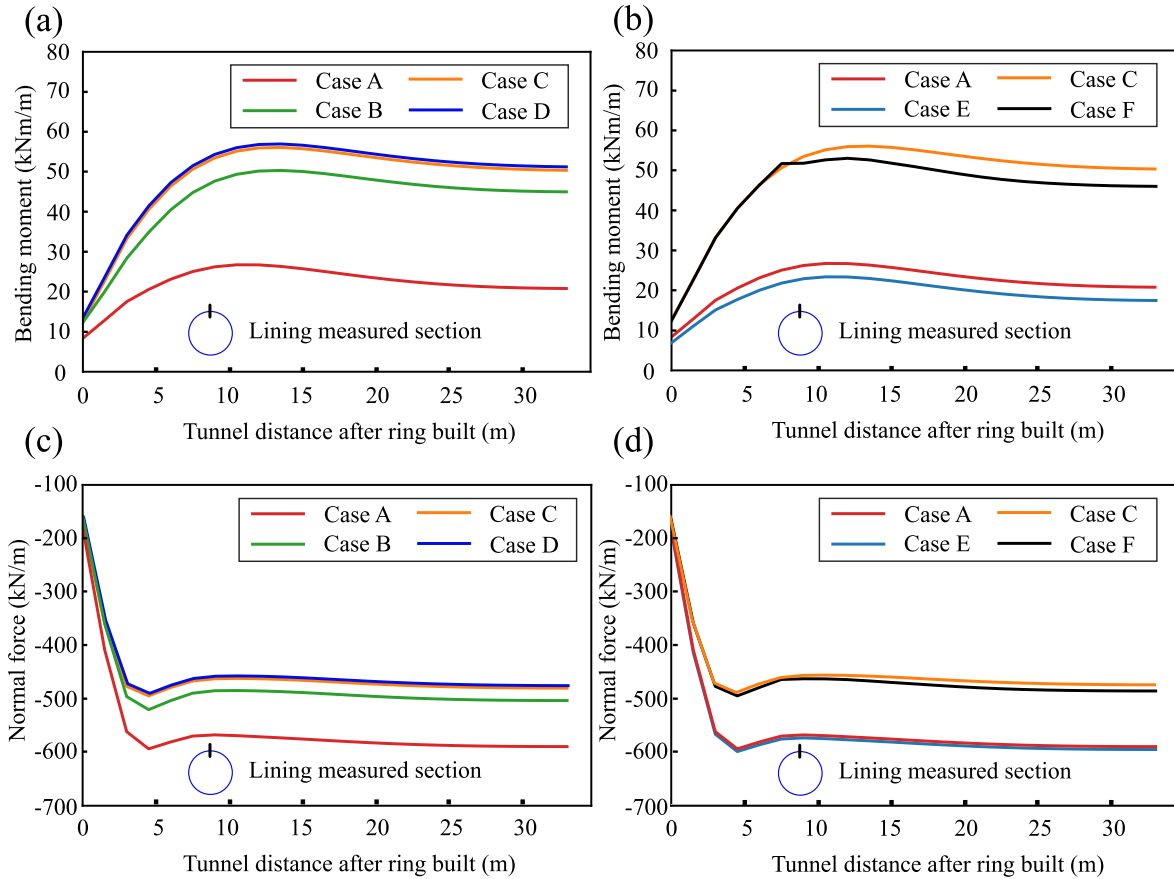 (a)
Bending moment (kNm/m)
80
70
60
50
40
30
20
10
0
Case A
Case C
Case B
Case D
Lining measured section
0 5 10 15 20 25 30
Tunnel distance after ring built (m)
(b)
Bending moment (kNm/m)
80
70
60
50
40
30
20
10
0
Case A
Case C
Case E
Case F
Lining measured section
0 5 10 15 20 25 30
Tunnel distance after ring built (m)
(c)
Normal force (kN/m)
-100
-200
-300
-400
-500
-600
-700
Case A
Case C
Case B
Case D
Lining measured section
0 5 10 15 20 25 30
Tunnel distance after ring built (m)
(d)
Normal force (kN/m)
-100
-200
-300
-400
-500
-600
-700
Case A
Case C
Case E
Case F
Lining measured section
0 5 10 15 20 25 30
Tunnel distance after ring built (m)